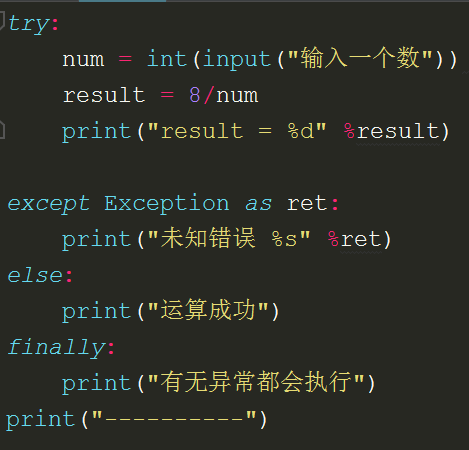 try:
    num = int(input("输入一个数"))
    result = 8/num
    print("result = %d" %result)
except Exception as ret:
    print("未知错误 %s" %ret)
else:
    print("运算成功")
finally:
    print("有无异常都会执行")
print("----------")